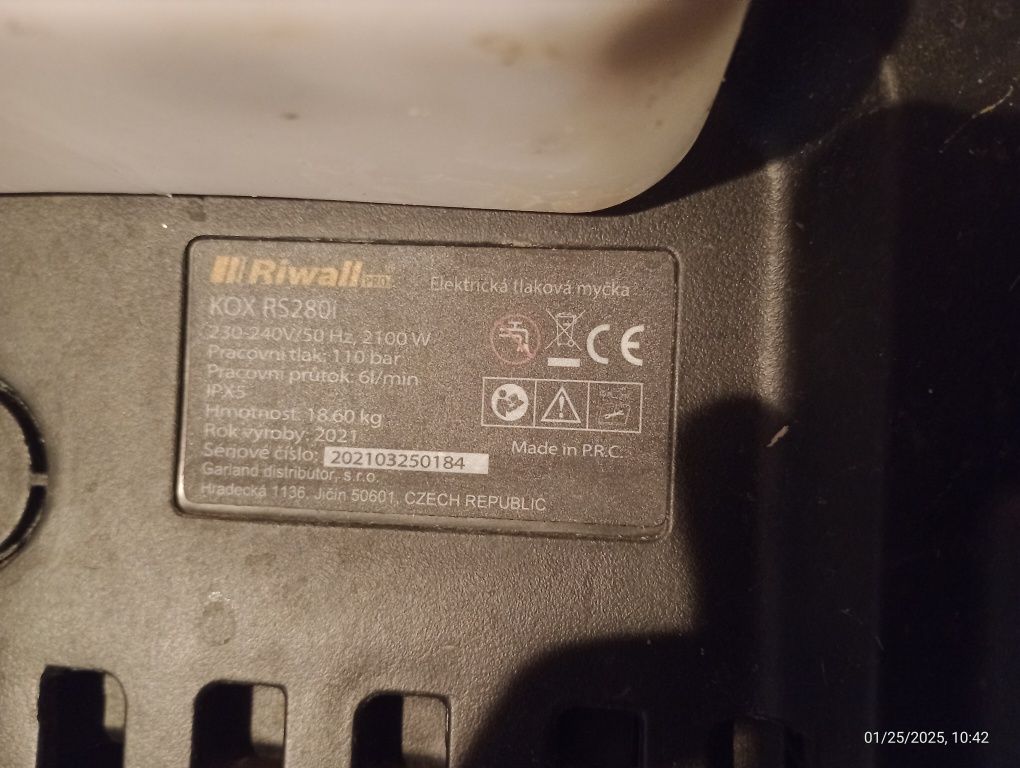 Riwall PRO
Elektrická tlaková myčka
KOX RS280i
230-240V/50 Hz, 2100 W
Pracovní tlak: 110 bar
Pracovní průtok: 6l/min
IPX5
Hmotnost: 18.60 kg
Rok výroby: 2021
Seriové číslo: 202103250184
Garland distributor, s.r.o.
Hradecká 1136, Jičín 50601, CZECH REPUBLIC
CE
Made in P.R.C.
01/25/2025, 10:42